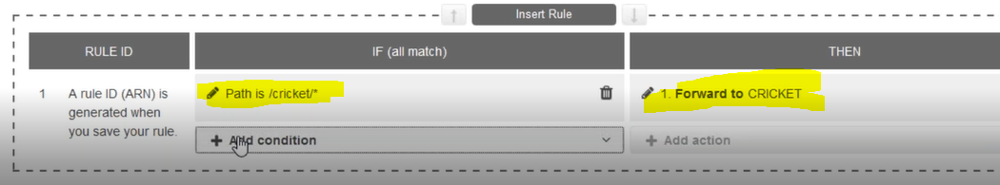 Insert Rule
RULE ID
IF (all match)
THEN
1
A rule ID (ARN) is
generated when
you save your rule.
Path is /cricket/*
1. Forward to CRICKET
Add condition
Add action